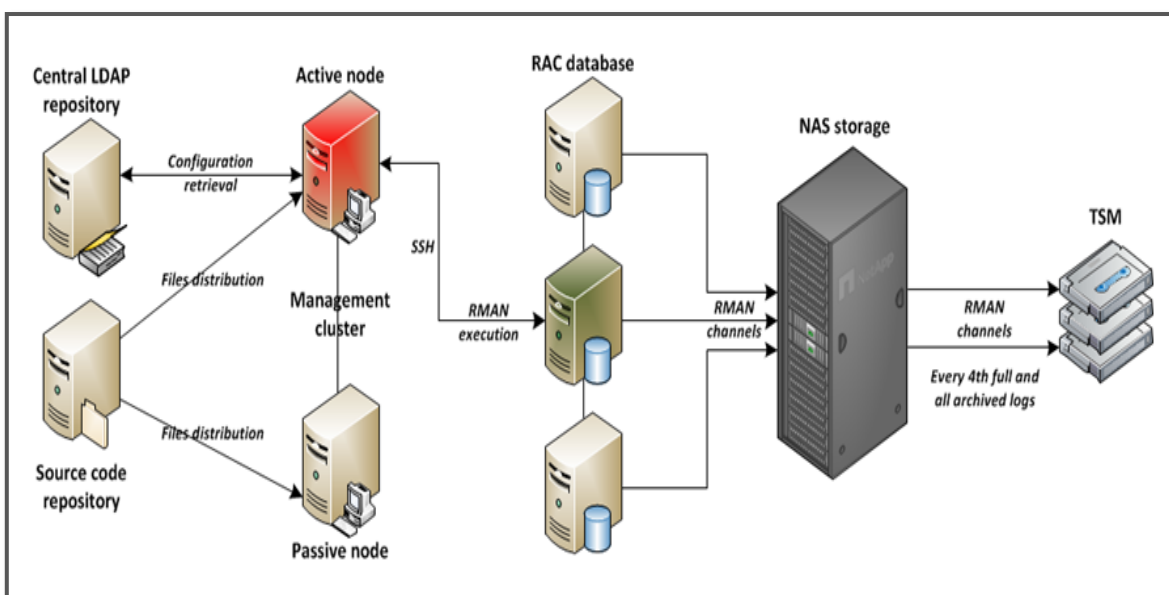 Central LDAP
repository
Active node
RAC database
NAS storage
TSM
Configuration
retrieval
Files distribution
SSH
Management
cluster
RMAN
execution
RMAN
channels
RMAN
channels
Every 4th full and
all archived logs
Files distribution
Source code
repository
Passive node
NetApp